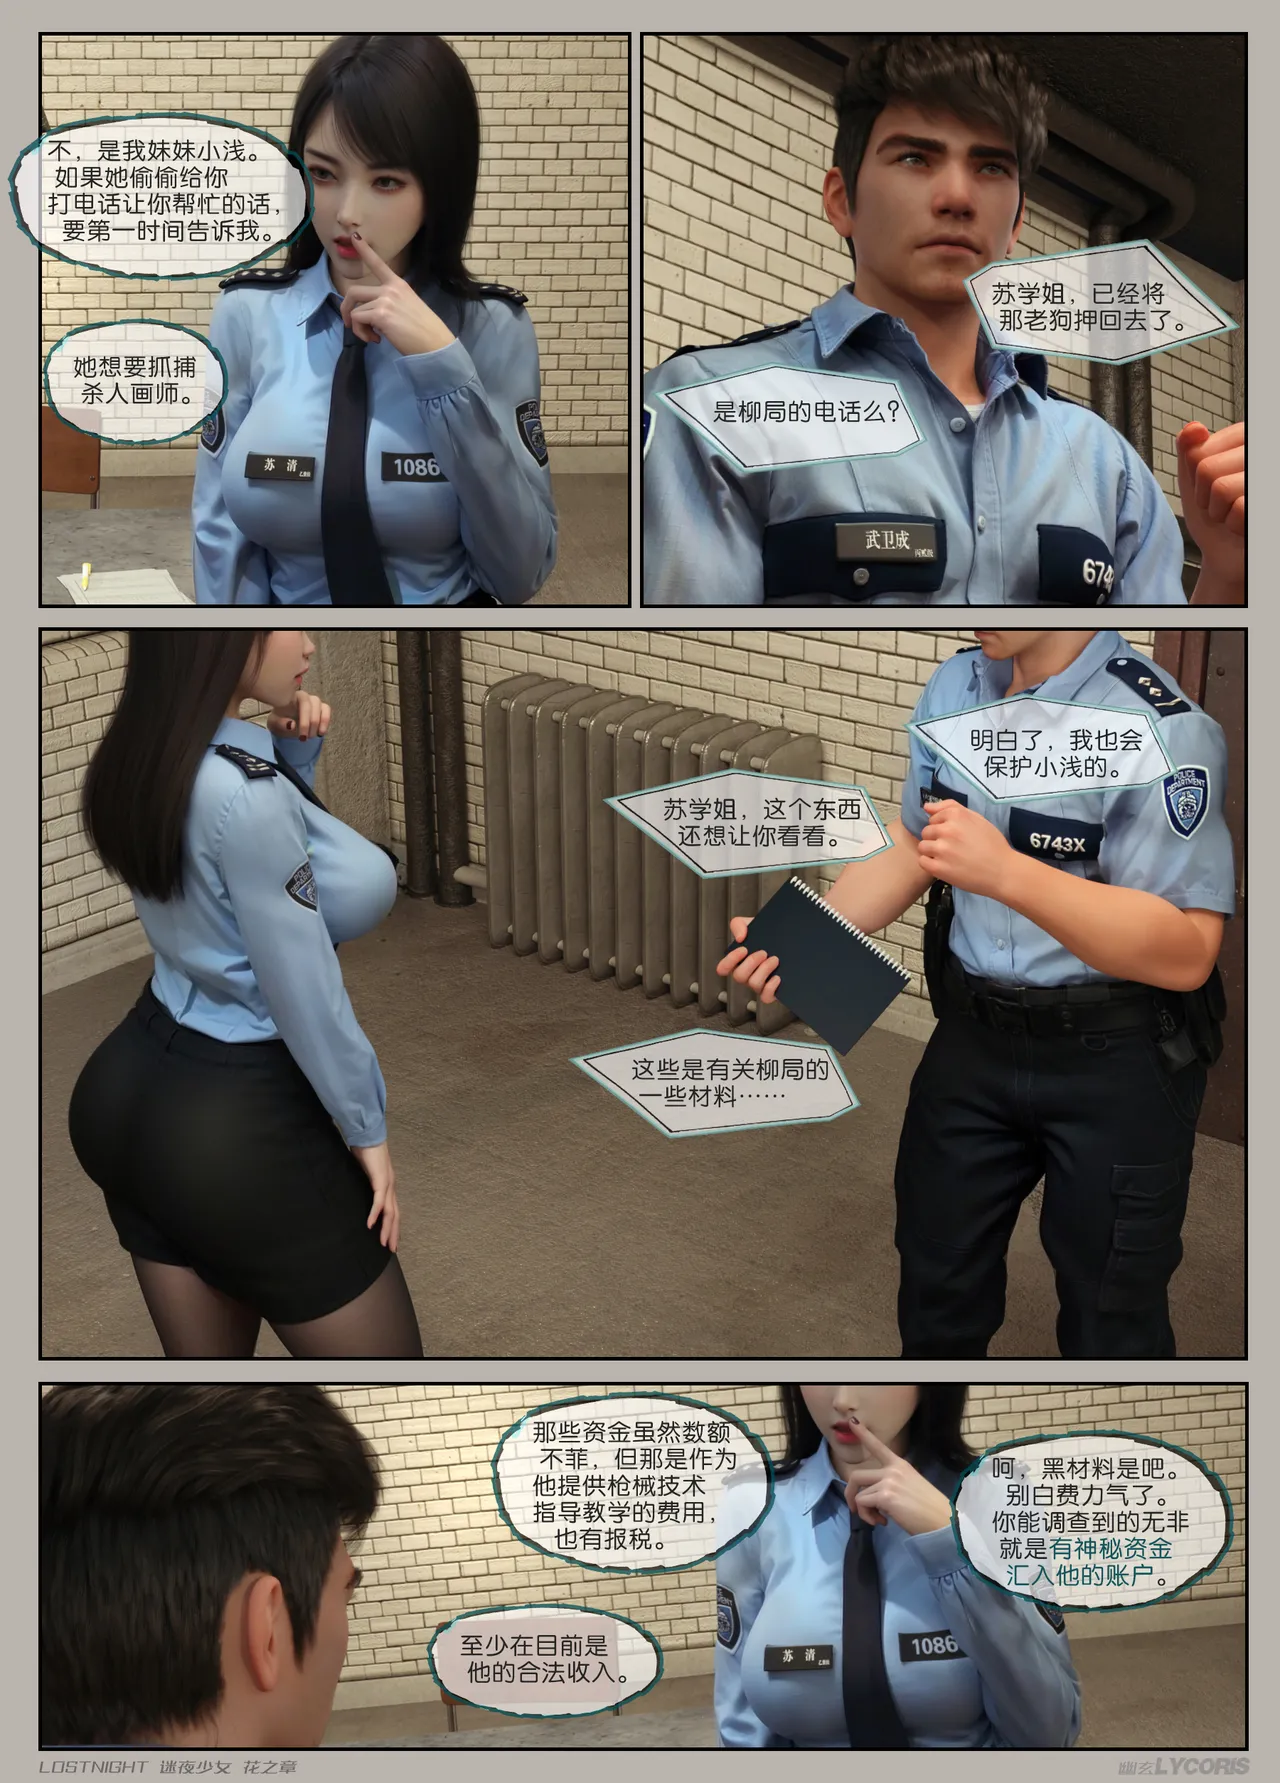 不，是我妹妹小浅。
如果她偷偷给你
打电话让你帮忙的话，
要第一时间告诉我。
她想要抓捕
杀人画师。
苏 清
1086
苏学姐，已经将
那老狗押回去了。
是柳局的电话么？
武卫成
674
明白了，我也会
保护小浅的。
苏学姐，这个东西
还想让你看看。
POLICE
DEPARTMENT
6743X
这些是有关柳局的
一些材料……
那些资金虽然数额
不菲，但那是作为
他提供枪械技术
指导教学的费用，
也有报税。
呵，黑材料是吧。
别白费力气了。
你能调查到的无非
就是有神秘资金
汇入他的账户。
至少在目前是
他的合法收入。
苏 清
1086
LOSTNIGHT 迷夜少女 花之章
幽玄LYCORIS